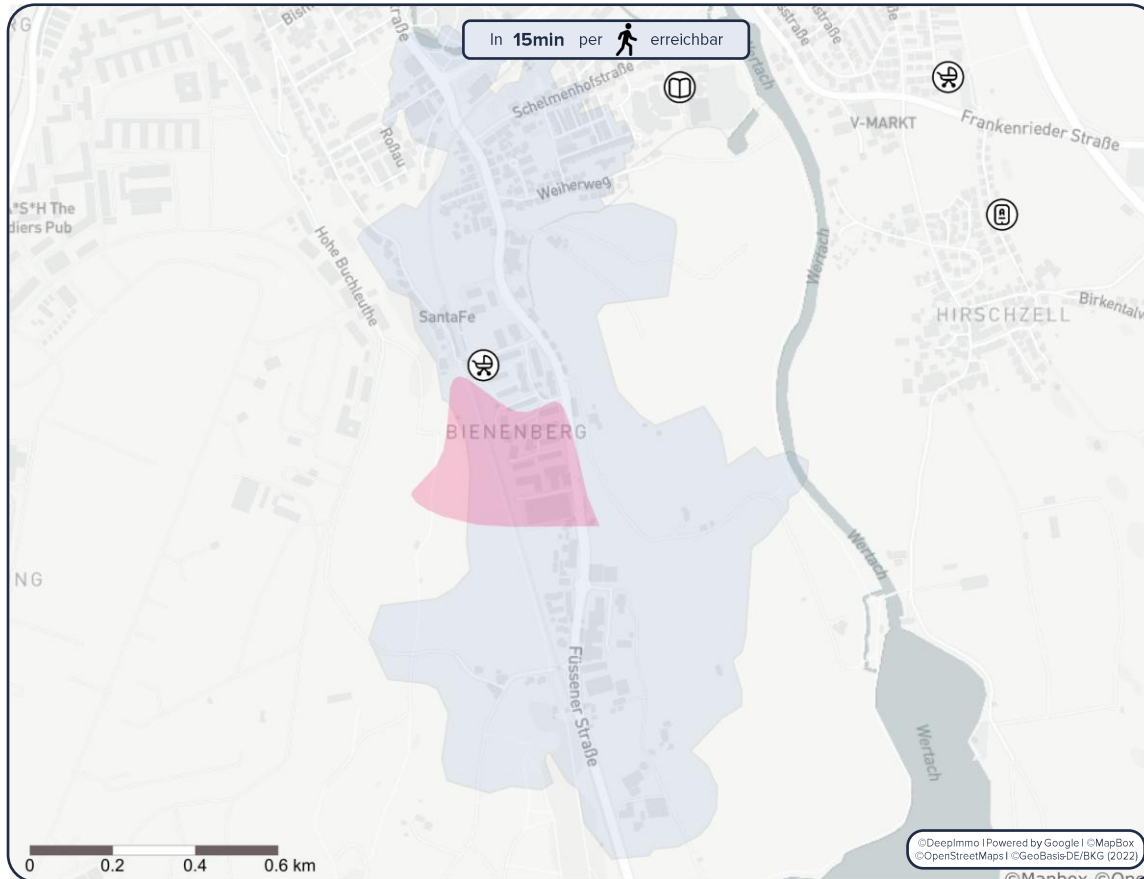 In 15min per erreichbar
Schelmenhofstraße
Wertach
V-MARKT
Frankenrieder Straße
Roßau
Weiherweg
A*S*H The
diers Pub
Hohe Buchleuthe
Wertach
SantaFe
HIRSCHZELL
Birkentalw
BIENENBERG
Wertach
NG
Füssener Straße
Wertach
0 0.2 0.4 0.6 km
©DeepImmo | Powered by Google | ©MapBox
©OpenStreetMaps | ©GeoBasis-DE/BKG (2022)